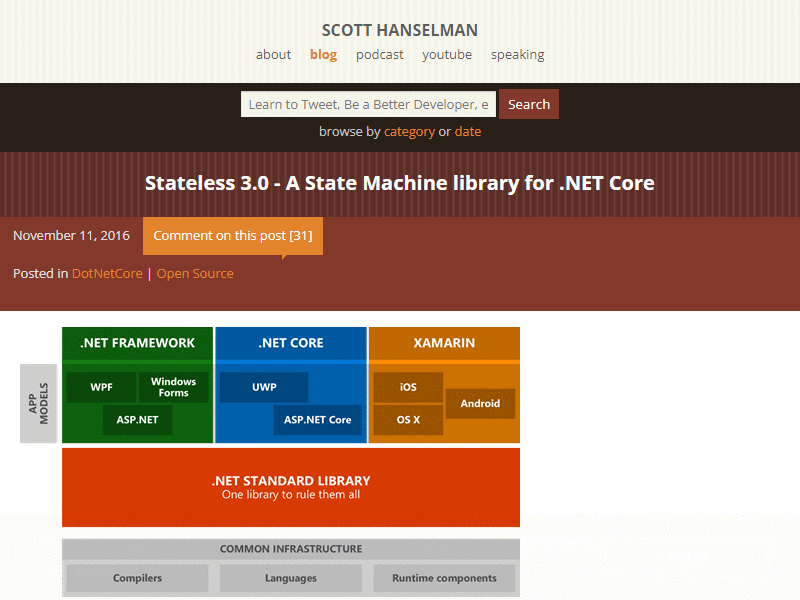 SCOTT HANSELMAN
about blog podcast youtube speaking
Learn to Tweet, Be a Better Developer, e Search
browse by category or date
Stateless 3.0 - A State Machine library for .NET Core
November 11, 2016 Comment on this post [31]
Posted in DotNetCore | Open Source
.NET FRAMEWORK .NET CORE XAMARIN
APP MODELS
WPF Windows Forms UWP iOS Android
ASP.NET ASP.NET Core OS X
.NET STANDARD LIBRARY
One library to rule them all
COMMON INFRASTRUCTURE
Compilers Languages Runtime components